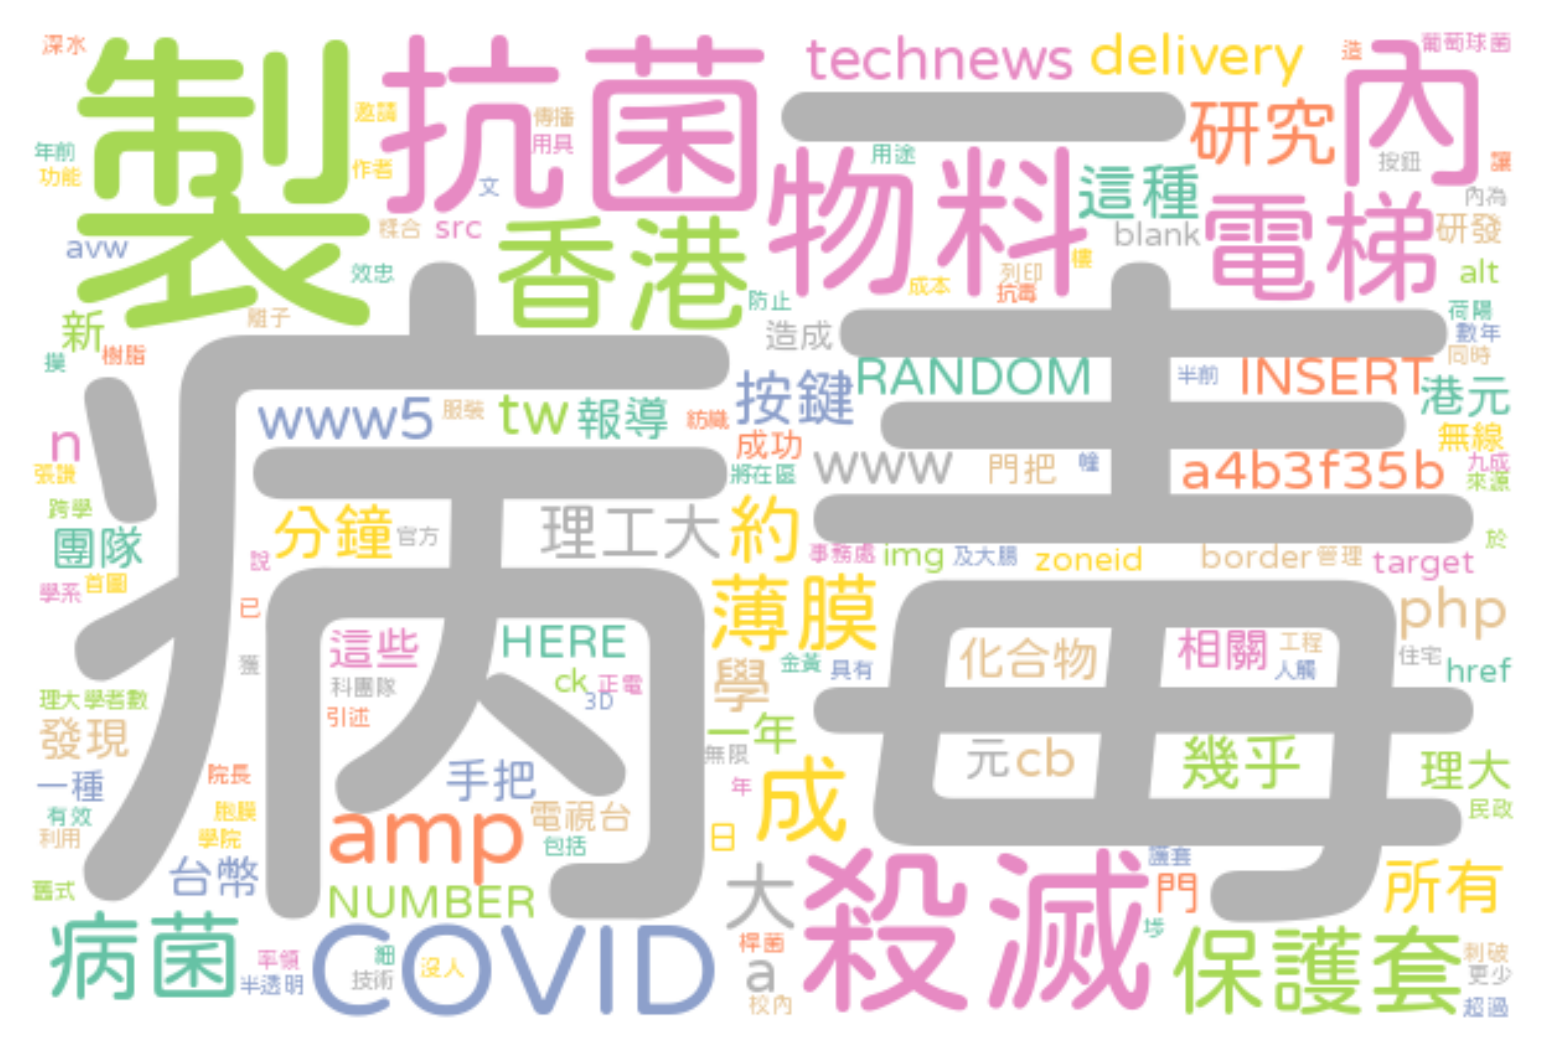 深水
製
抗菌
technews
delivery
造
葡萄球菌
內
一
研究
邀請
傳播
用具
年前
功能
作者
文
用途
按鈕
讓
物料
這種
電梯
內為
研發
avw
糅合
src
香港
blank
效忠
防止
成本
列印
抗毒
樓
alt
新
離子
造成
荷陽
數年
同時
樹脂
摸
病毒
RANDOM
半前
INSERT
港元
按鍵
www5
服裝
tw
報導
紡織
成功
無線
n
張謙
將在區
www
門把
a4b3f35b
九成
來源
跨學
團隊
分鐘
官方
理工大
約
說
事務處
img
及大腸
zoneid
border
管理
target
於
學系
首圖
已
薄膜
php
這些
HERE
獲
科團隊
ck
正電
3D
學
金黃
具有
化合物
相關
工程
人觸
住宅
href
理大學者數
引述
發現
一年
無限
元
cb
幾乎
理大
一種
院長
手把
年
成
有效
利用
胞膜
學院
amp
電視台
包括
日
民政
台幣
舊式
NUMBER
大
殺滅
護套
門
所有
病菌
率領
半透明
COVID
細
技術
沒人
桿菌
a
校內
保護套
刺破
更少
超過